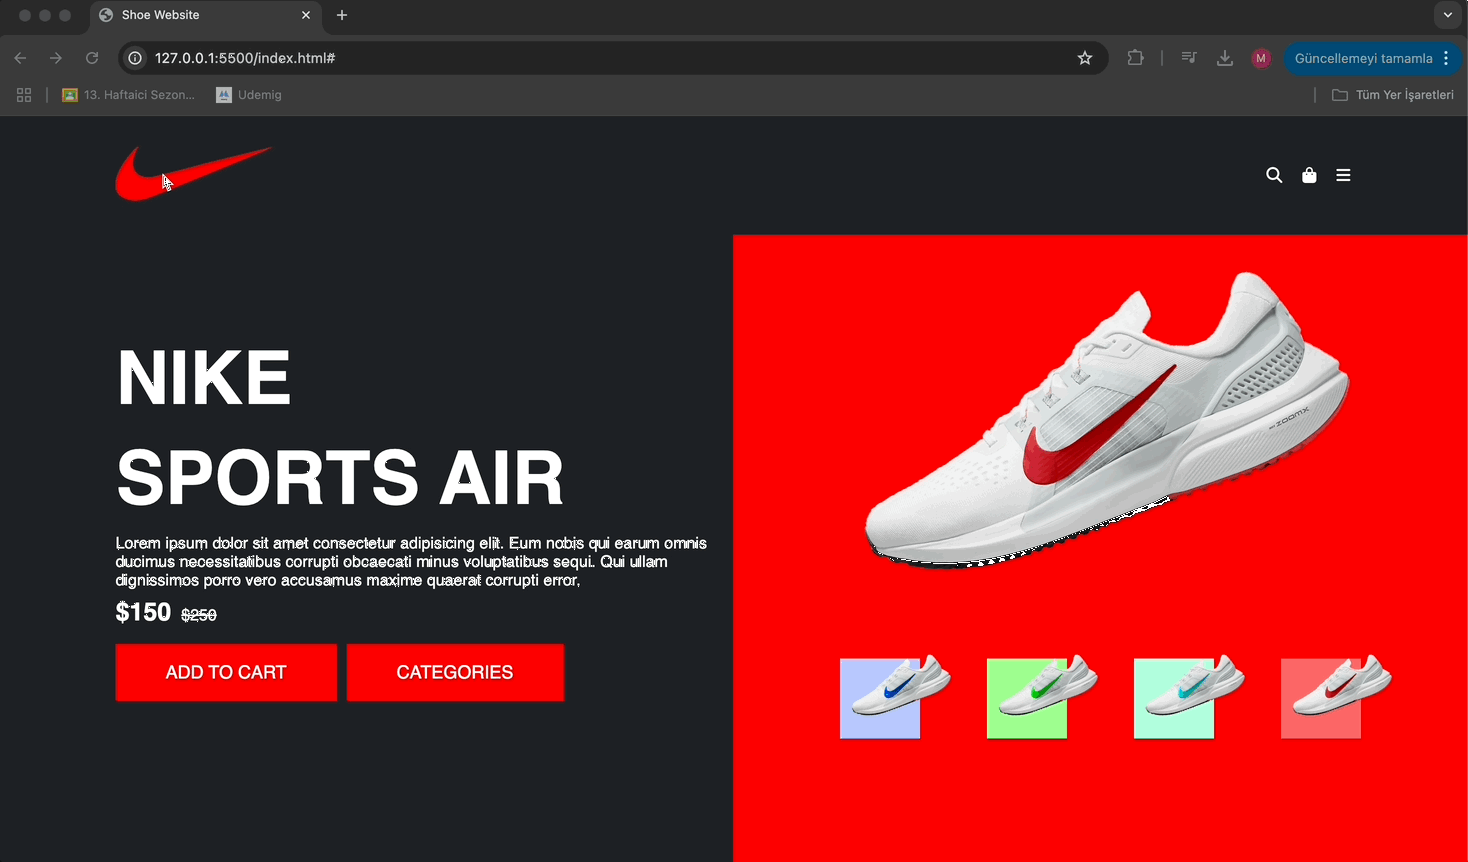 Shoe Website
127.0.0.1:5500/index.html#
M
Güncellemeyi tamamla
13. Haftaici Sezon...
Udemig
Tüm Yer İşaretleri
NIKE
SPORTS AIR
Lorem ipsum dolor sit amet consectetur adipisicing elit. Eum nobis qui earum omnis
ducimus necessitatibus corrupti obcaecati minus voluptatibus sequi. Qui ullam
dignissimos porro vero accusamus maxime quaerat corrupti error,
$150 $250
ADD TO CART
CATEGORIES
ZOOMX